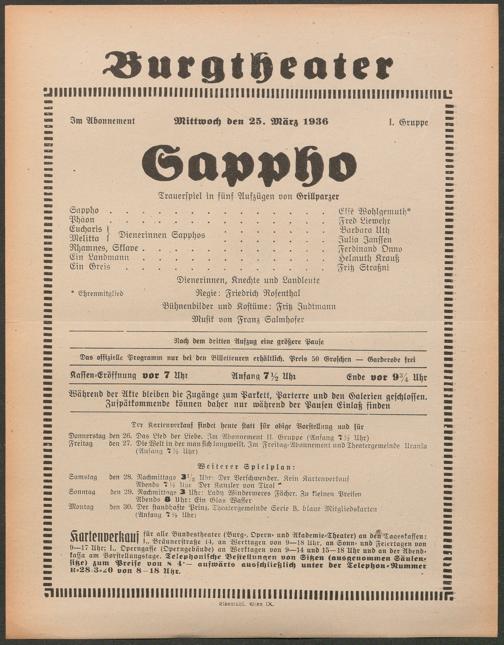 Burgtheater
Im Abonnement Mittwoch den 25. März 1936 I. Gruppe
Sappho
Trauerspiel in fünf Aufzügen von Grillparzer
Sappho . . . . . . . . . . Else Wohlgemuth*
Phaon . . . . . . . . . . Fred Liewehr
Eucharis } Dienerinnen Sapphos . . . . . Barbara Uth
Melitta } . . . . . Julia Janssen
Rhamnes, Sklave . . . . . . . . . . Ferdinand Onno
Ein Landmann . . . . . . . . . . Helmuth Krauß
Ein Greis . . . . . . . . . . Fritz Straßni
Dienerinnen, Knechte und Landleute
* Ehrenmitglied Regie: Friedrich Rosenthal
Bühnenbilder und Kostüme: Fritz Judtmann
Musik von Franz Salmhofer
Nach dem dritten Aufzug eine größere Pause
Das offizielle Programm nur bei den Billetteuren erhältlich. Preis 50 Groschen — Garderobe frei
Kassen-Eröffnung vor 7 Uhr Anfang 7½ Uhr Ende vor 9¾ Uhr
Während der Akte bleiben die Zugänge zum Parkett, Parterre und den Galerien geschlossen.
Zuspätkommende können daher nur während der Pausen Einlaß finden
Der Kartenverkauf findet heute statt für obige Vorstellung und für
Donnerstag den 26. Das Lied der Liebe. Im Abonnement II. Gruppe (Anfang 7½ Uhr)
Freitag den 27. Die Welt in der man sich langweilt. Im Freitag-Abonnement und Theatergemeinde Urania
(Anfang 7½ Uhr)
Weiterer Spielplan:
Samstag den 28. Nachmittags 3½ Uhr: Der Verschwender. Kein Kartenverkauf
Abends 7½ Uhr Der Kanzler von Tirol
Sonntag den 29. Nachmittags 3 Uhr: Lady Windermeres Fächer. Zu kleinen Preisen
Abends 8 Uhr: Ein Glas Wasser
Montag den 30. Der standhafte Prinz. Theatergemeinde Serie B, blaue Mitgliedskarten
(Anfang 7½ Uhr)
Kartenverkauf für alle Bundestheater (Burg-, Opern- und Akademie-Theater) an den Tageskassen:
I., Bräunerstraße 14, an Werktagen von 9—18 Uhr, an Sonn- und Feiertagen von
9—17 Uhr; I., Operngasse (Operngebäude) an Werktagen von 9—14 und 15—18 Uhr und an der Abend-
kassa am Vorstellungstage. Telephonische Bestellungen von Sitzen (ausgenommen Säulen-
sitze) zum Preise von S 4·— aufwärts ausschließlich unter der Telephon-Nummer
R-28-3-20 von 8—18 Uhr.
Elbemühl, Wien IX.